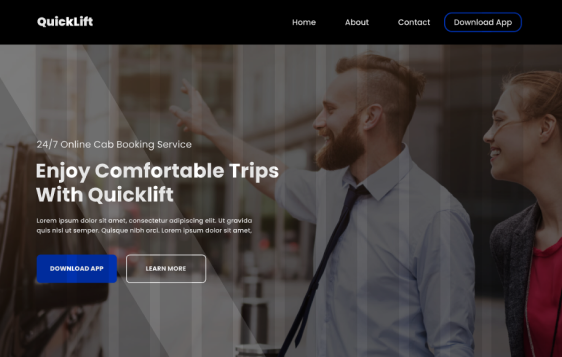 QuickLift
Home
About
Contact
Download App
24/7 Online Cab Booking Service
Enjoy Comfortable Trips
With Quicklift
Lorem ipsum dolor sit amet, consectetur adipiscing elit. Ut gravida
quis nisl ut semper. Quisque nibh orci. Lorem ipsum dolor sit amet,
DOWNLOAD APP
LEARN MORE